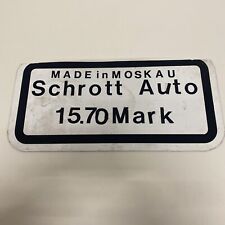 MADE in MOSKAU
Schrott Auto
15.70 Mark